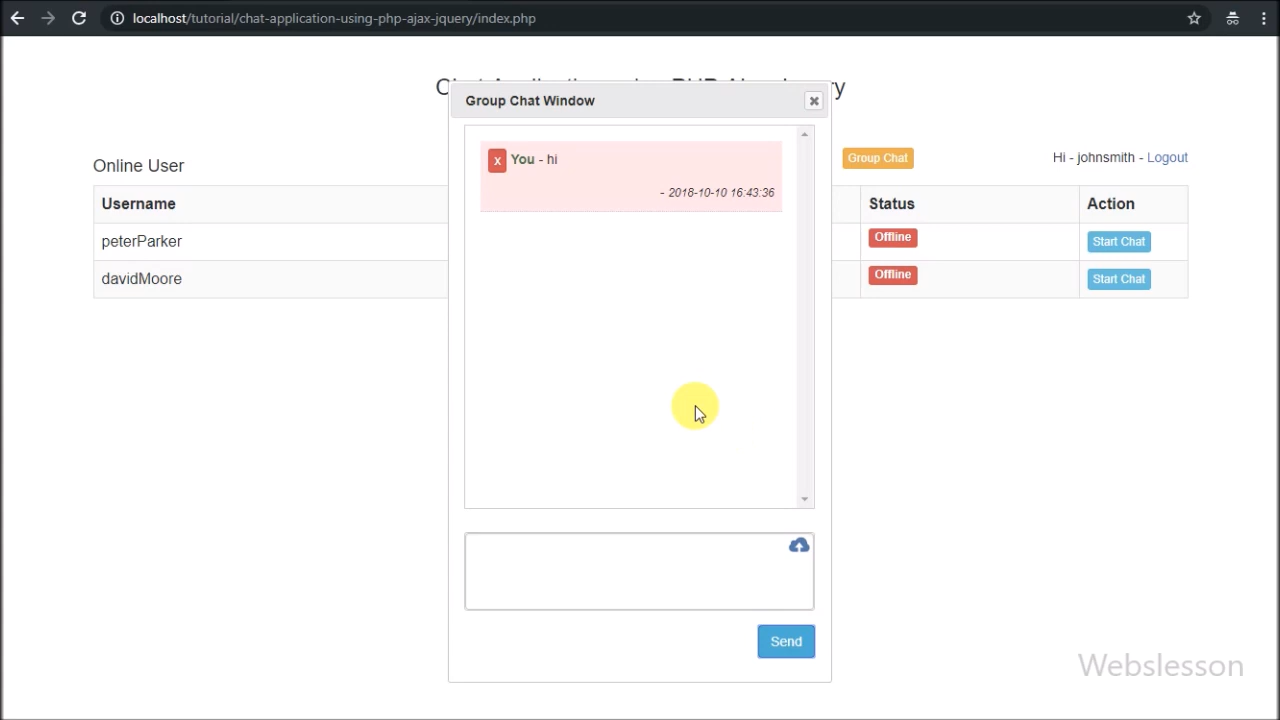 localhost/tutorial/chat-application-using-php-ajax-jquery/index.php
Group Chat Window
x You - hi
- 2018-10-10 16:43:36
Group Chat
Hi - johnsmith - Logout
Online User
Username Status Action
peterParker Offline Start Chat
davidMoore Offline Start Chat
Send
Webslesson